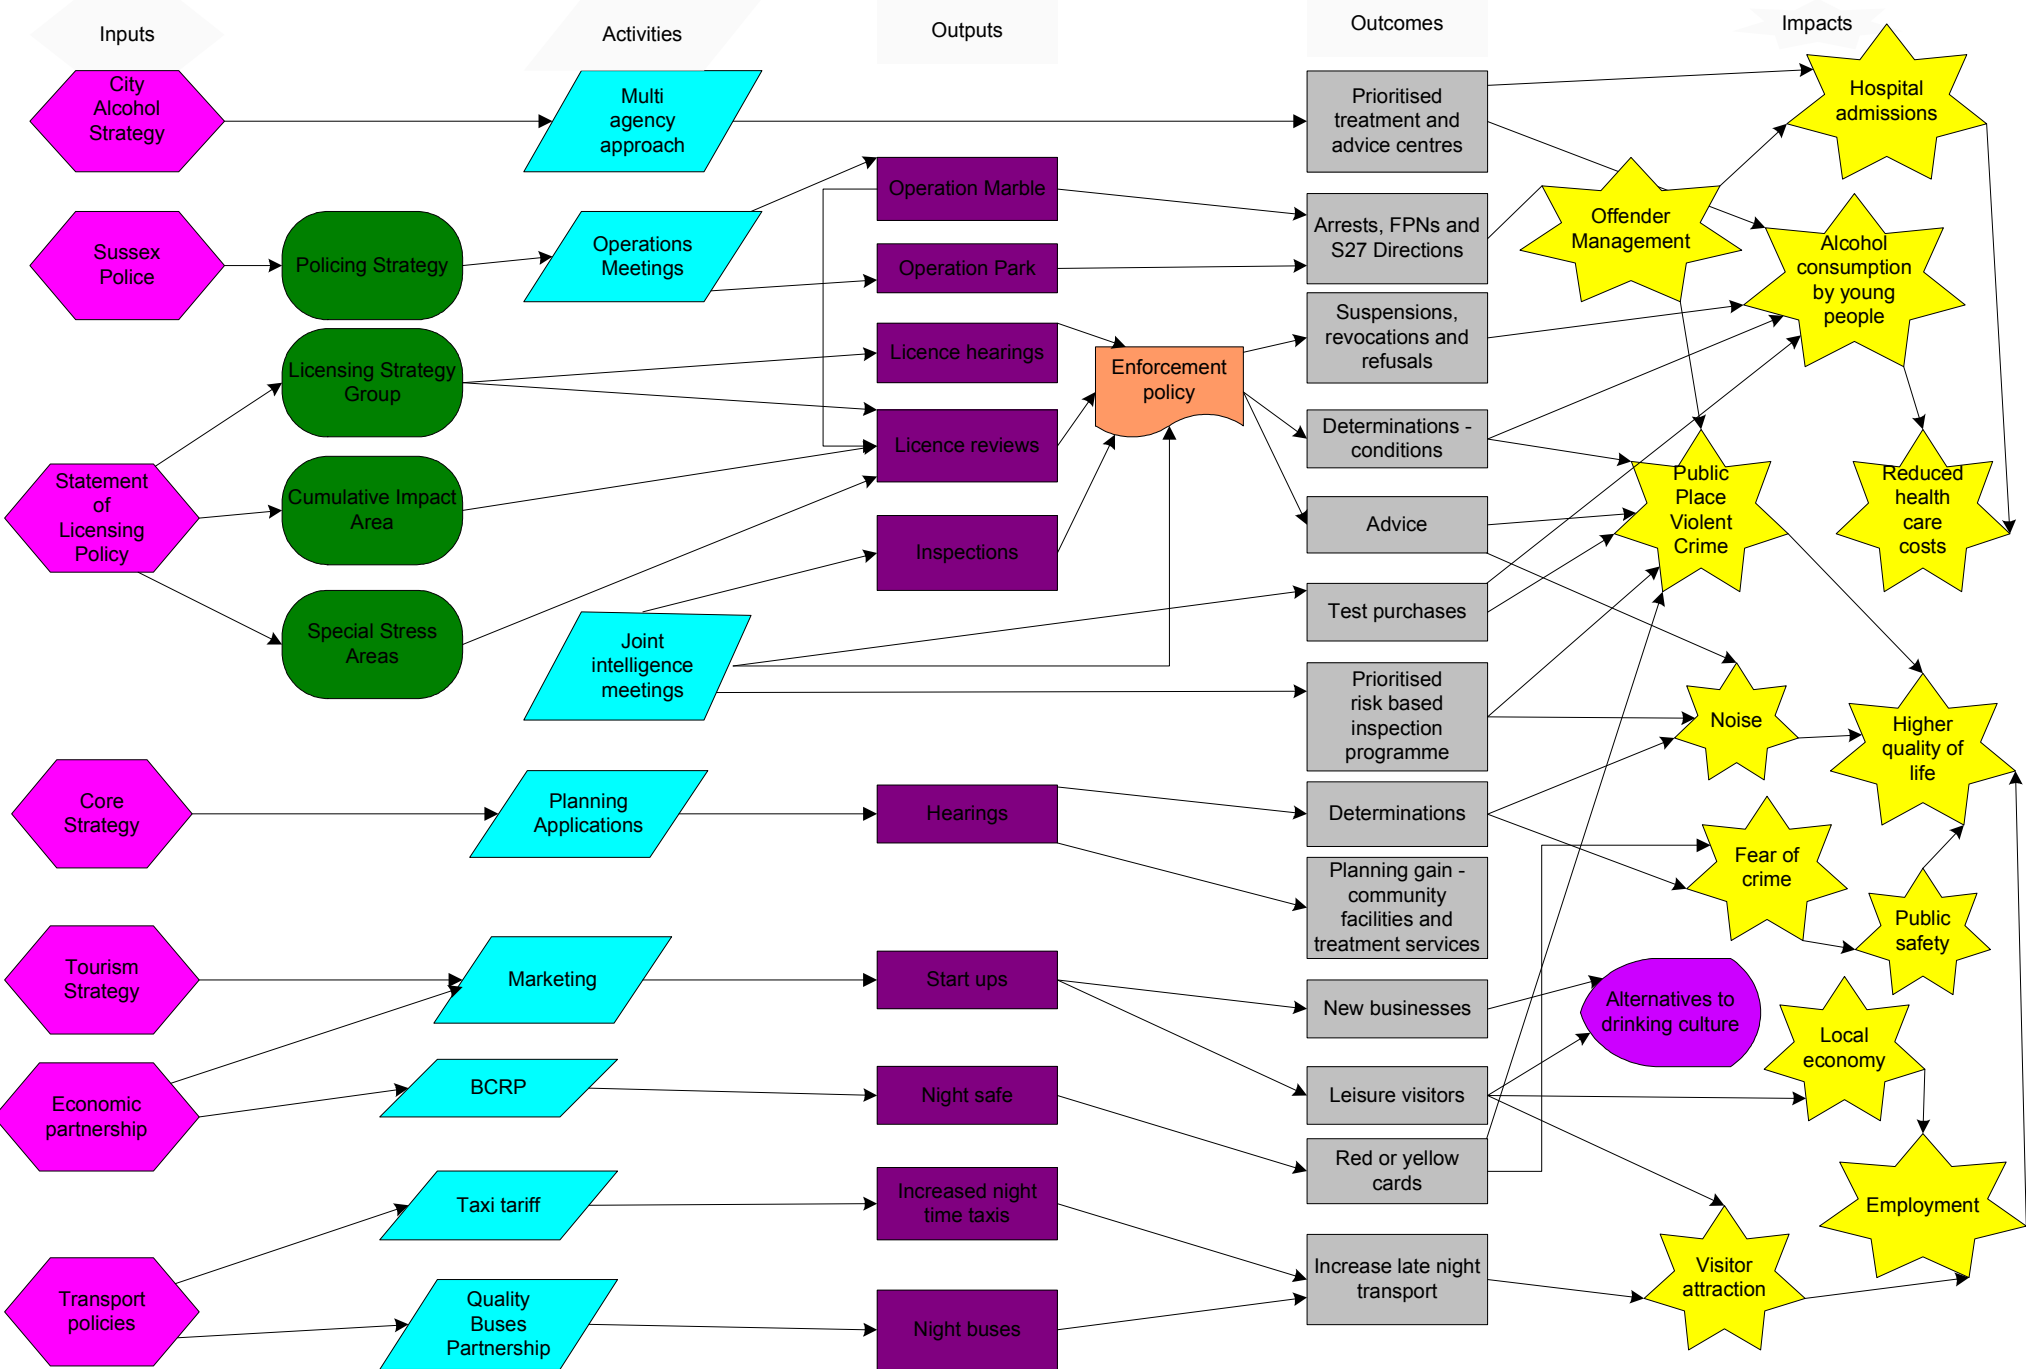 Inputs
Activities
Outputs
Outcomes
Impacts
City
Alcohol
Strategy
Multi
agency
approach
Prioritised
treatment and
advice centres
Hospital
admissions
Sussex
Police
Policing Strategy
Operations
Meetings
Operation Marble
Operation Park
Arrests, FPNs and
S27 Directions
Offender
Management
Alcohol
consumption
by young
people
Licensing Strategy
Group
Licence hearings
Enforcement
policy
Suspensions,
revocations and
refusals
Statement
of
Licensing
Policy
Cumulative Impact
Area
Licence reviews
Determinations -
conditions
Public
Place
Violent
Crime
Reduced
health
care
costs
Inspections
Advice
Special Stress
Areas
Joint
intelligence
meetings
Test purchases
Prioritised
risk based
inspection
programme
Noise
Higher
quality of
life
Core
Strategy
Planning
Applications
Hearings
Determinations
Fear of
crime
Planning gain -
community
facilities and
treatment services
Public
safety
Tourism
Strategy
Marketing
Start ups
New businesses
Alternatives to
drinking culture
Local
economy
Economic
partnership
BCRP
Night safe
Leisure visitors
Red or yellow
cards
Taxi tariff
Increased night
time taxis
Employment
Transport
policies
Quality
Buses
Partnership
Night buses
Increase late night
transport
Visitor
attraction